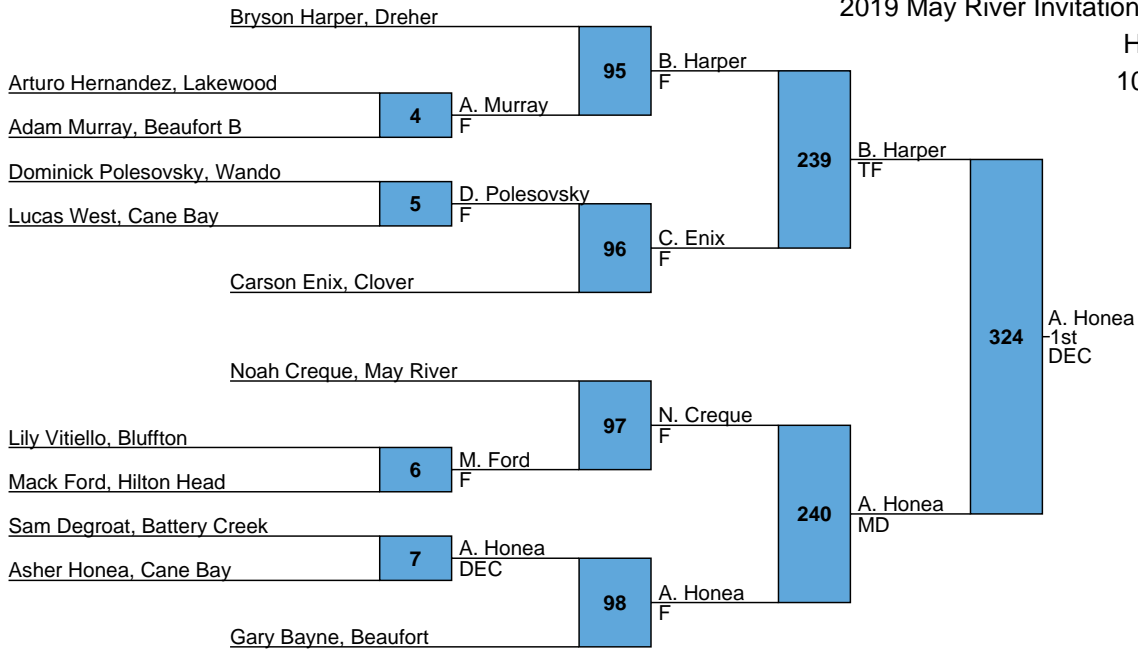 2019 May River Invitation
H
10
Bryson Harper, Dreher
95
B. Harper
F
Arturo Hernandez, Lakewood
4
A. Murray
F
Adam Murray, Beaufort B
239
B. Harper
TF
Dominick Polesovsky, Wando
5
D. Polesovsky
F
Lucas West, Cane Bay
96
C. Enix
F
Carson Enix, Clover
324
A. Honea
1st
DEC
Noah Creque, May River
97
N. Creque
F
Lily Vitiello, Bluffton
6
M. Ford
F
Mack Ford, Hilton Head
240
A. Honea
MD
Sam Degroat, Battery Creek
7
A. Honea
DEC
Asher Honea, Cane Bay
98
A. Honea
F
Gary Bayne, Beaufort